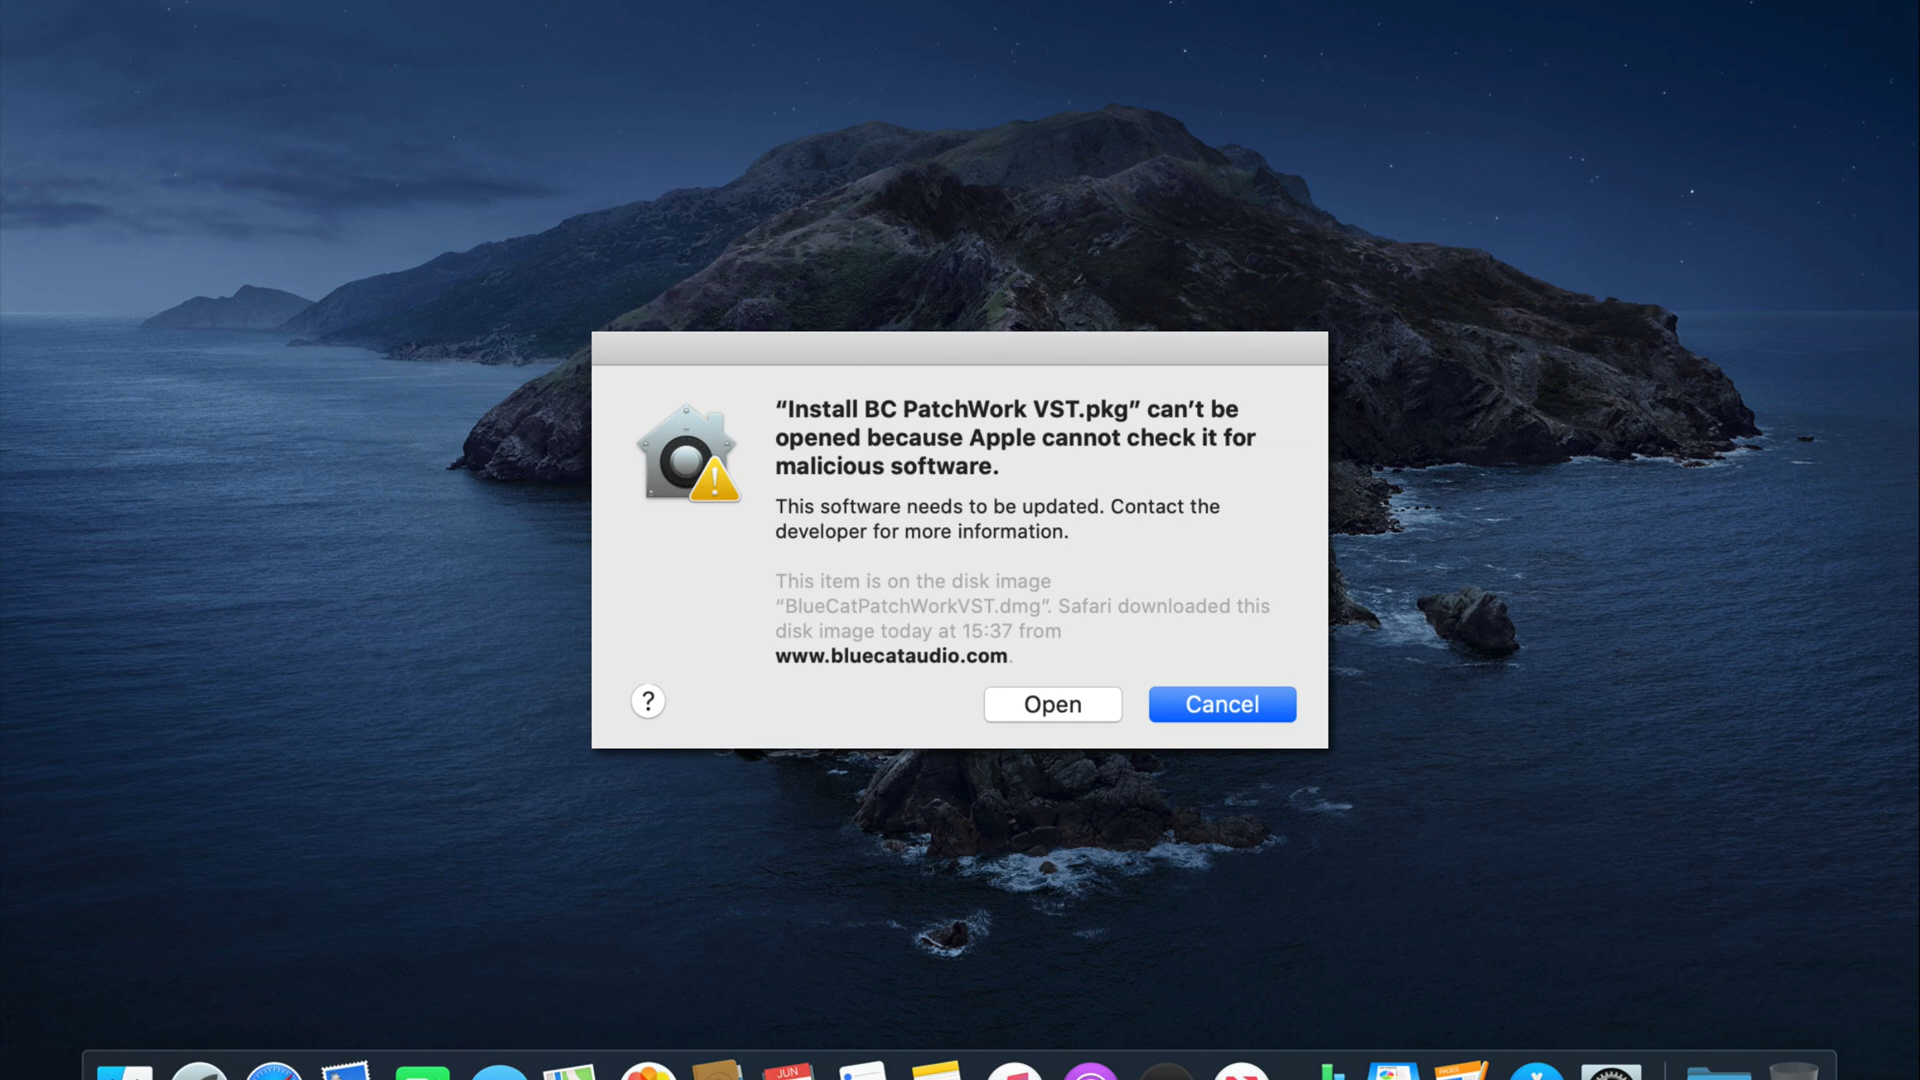 “Install BC PatchWork VST.pkg” can’t be
opened because Apple cannot check it for
malicious software.
This software needs to be updated. Contact the
developer for more information.
This item is on the disk image
“BlueCatPatchWorkVST.dmg”. Safari downloaded this
disk image today at 15:37 from
www.bluecataudio.com.
?
Open
Cancel
JUN
PAGES